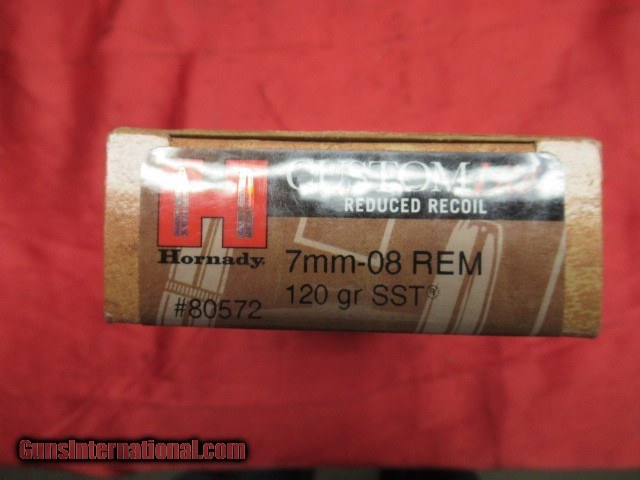 CUSTOM
REDUCED RECOIL
H
Hornady
7mm-08 REM
#80572
120 gr SST®
GunsInternational.com